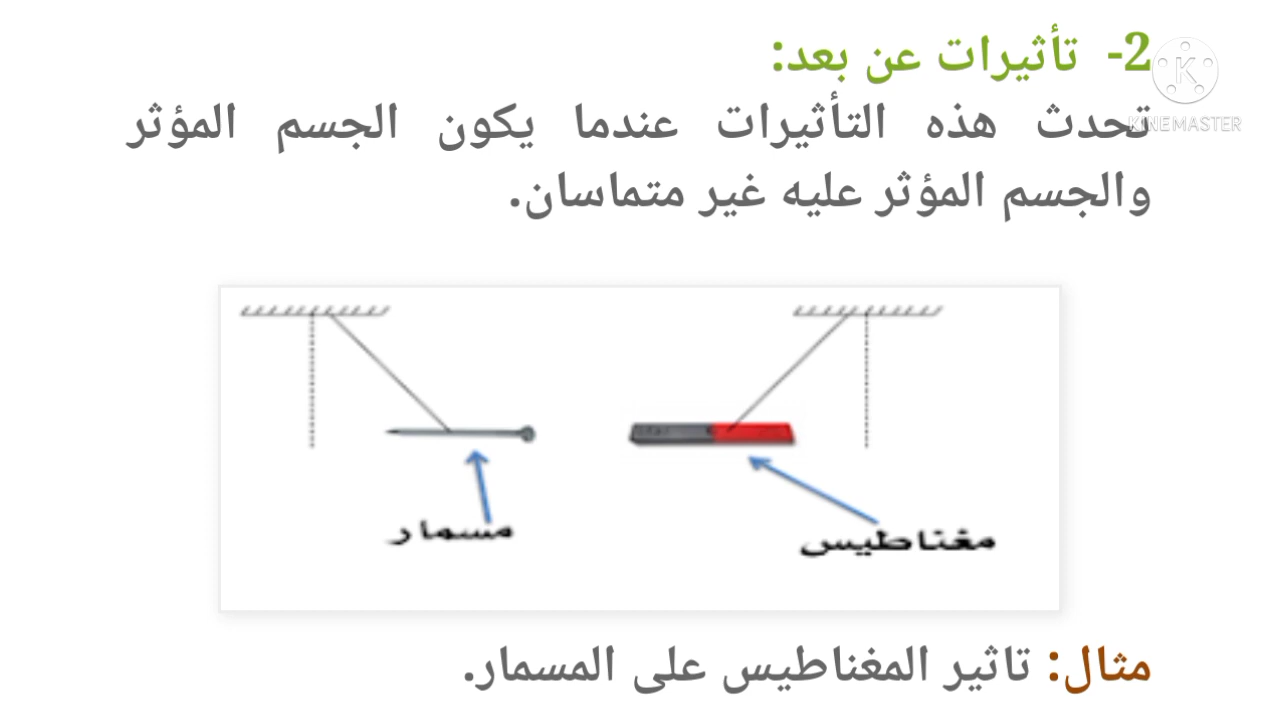 2- تأثيرات عن بعد:
K
KINEMASTER
تحدث هذه التأثيرات عندما يكون الجسم المؤثر
والجسم المؤثر عليه غير متماسان.
مسمار
مغناطيس
مثال: تاثير المغناطيس على المسمار.